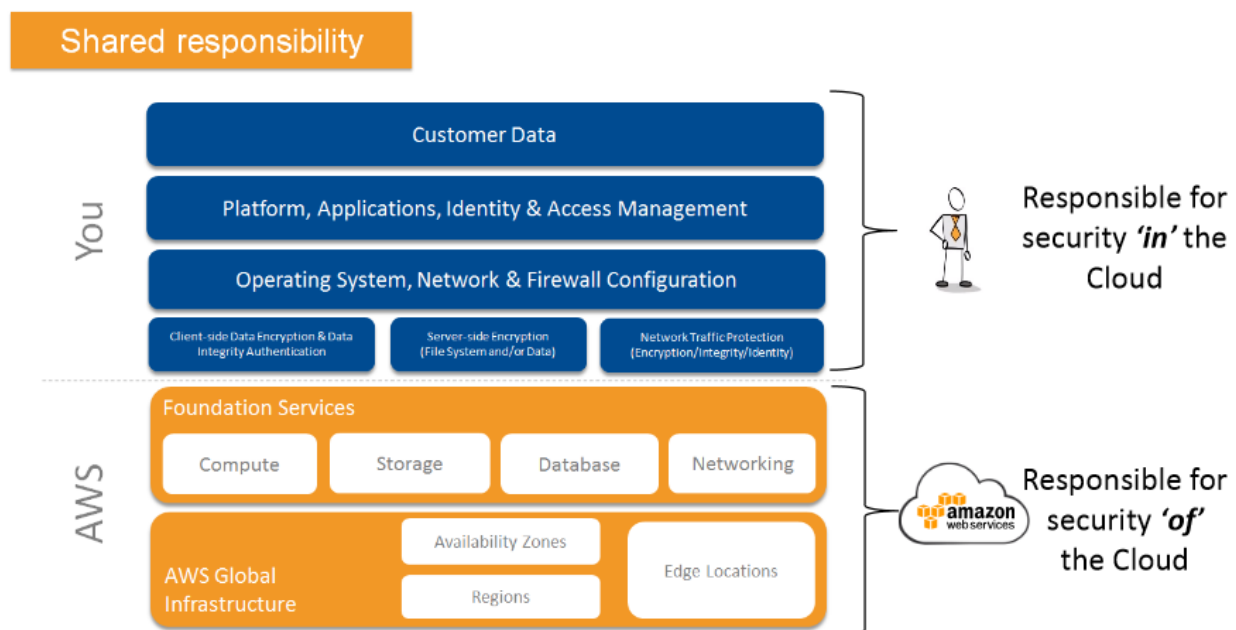 Shared responsibility
You
Customer Data
Platform, Applications, Identity & Access Management
Operating System, Network & Firewall Configuration
Client-side Data Encryption & Data
Integrity Authentication
Server-side Encryption
(File System and/or Data)
Network Traffic Protection
(Encryption/Integrity/Identity)
Responsible for
security ‘in’ the
Cloud
AWS
Foundation Services
Compute
Storage
Database
Networking
AWS Global
Infrastructure
Availability Zones
Regions
Edge Locations
amazon
web services
Responsible for
security ‘of’
the Cloud